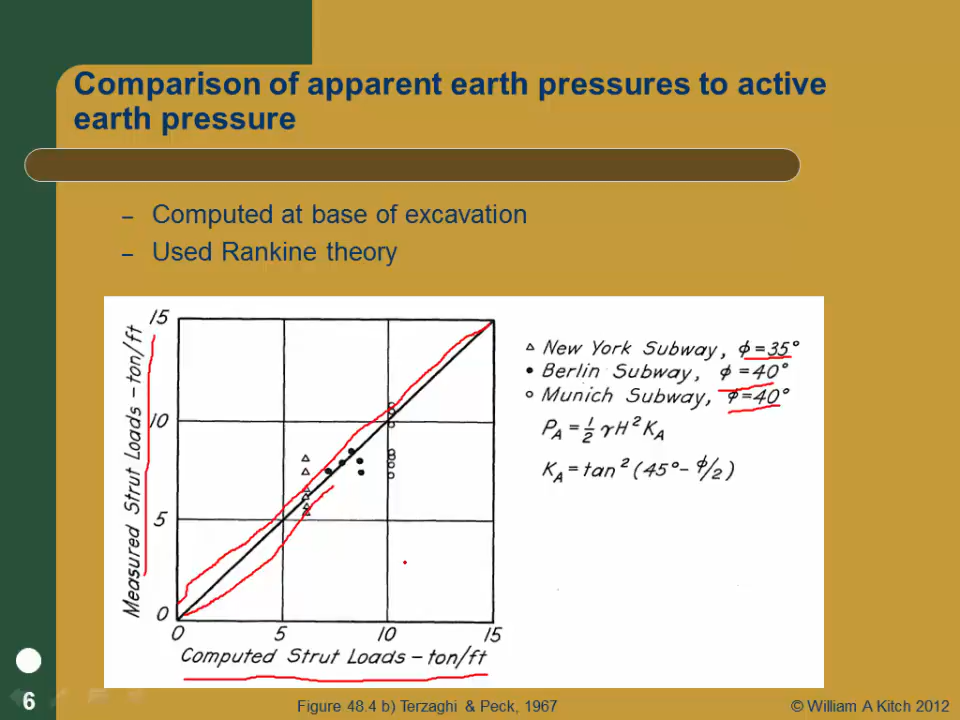 Comparison of apparent earth pressures to active
earth pressure
– Computed at base of excavation
– Used Rankine theory
Measured Strut Loads – ton/ft
15
10
5
0
0 5 10 15
Computed Strut Loads – ton/ft
△ New York Subway, ϕ = 35°
• Berlin Subway, ϕ = 40°
○ Munich Subway, ϕ = 40°
P_A = ½ γH² K_A
K_A = tan² (45° – ϕ/2)
6
Figure 48.4 b) Terzaghi & Peck, 1967
© William A Kitch 2012